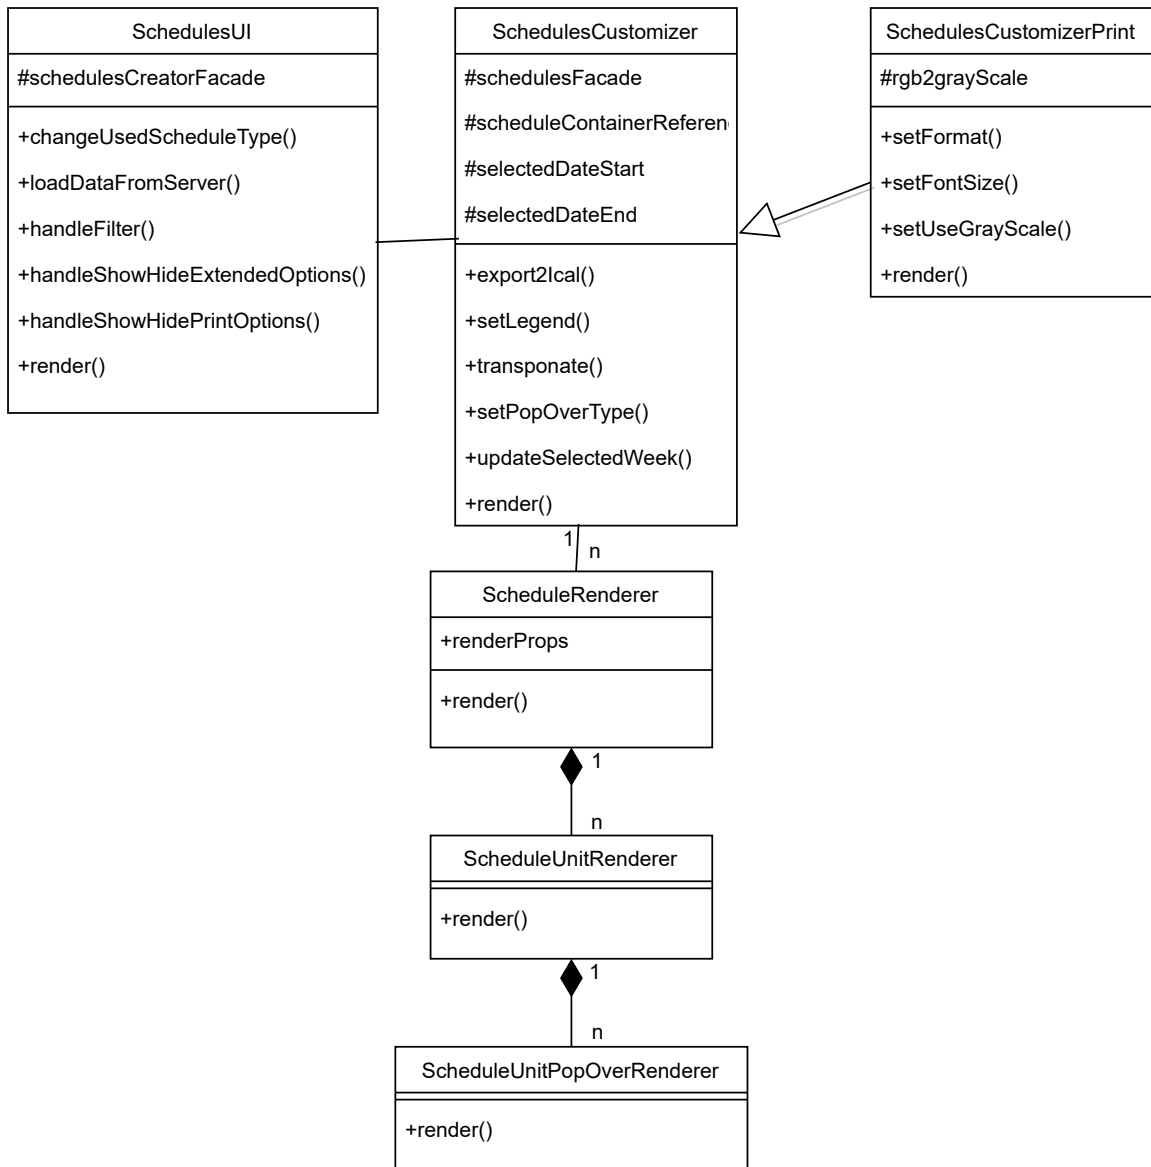 SchedulesUI
#schedulesCreatorFacade
+changeUsedScheduleType()
+loadDataFromServer()
+handleFilter()
+handleShowHideExtendedOptions()
+handleShowHidePrintOptions()
+render()
SchedulesCustomizer
#schedulesFacade
#scheduleContainerReferen
#selectedDateStart
#selectedDateEnd
+export2Ical()
+setLegend()
+transponate()
+setPopOverType()
+updateSelectedWeek()
+render()
SchedulesCustomizerPrint
#rgb2grayScale
+setFormat()
+setFontSize()
+setUseGrayScale()
+render()
1
n
ScheduleRenderer
+renderProps
+render()
1
n
ScheduleUnitRenderer
+render()
1
n
ScheduleUnitPopOverRenderer
+render()